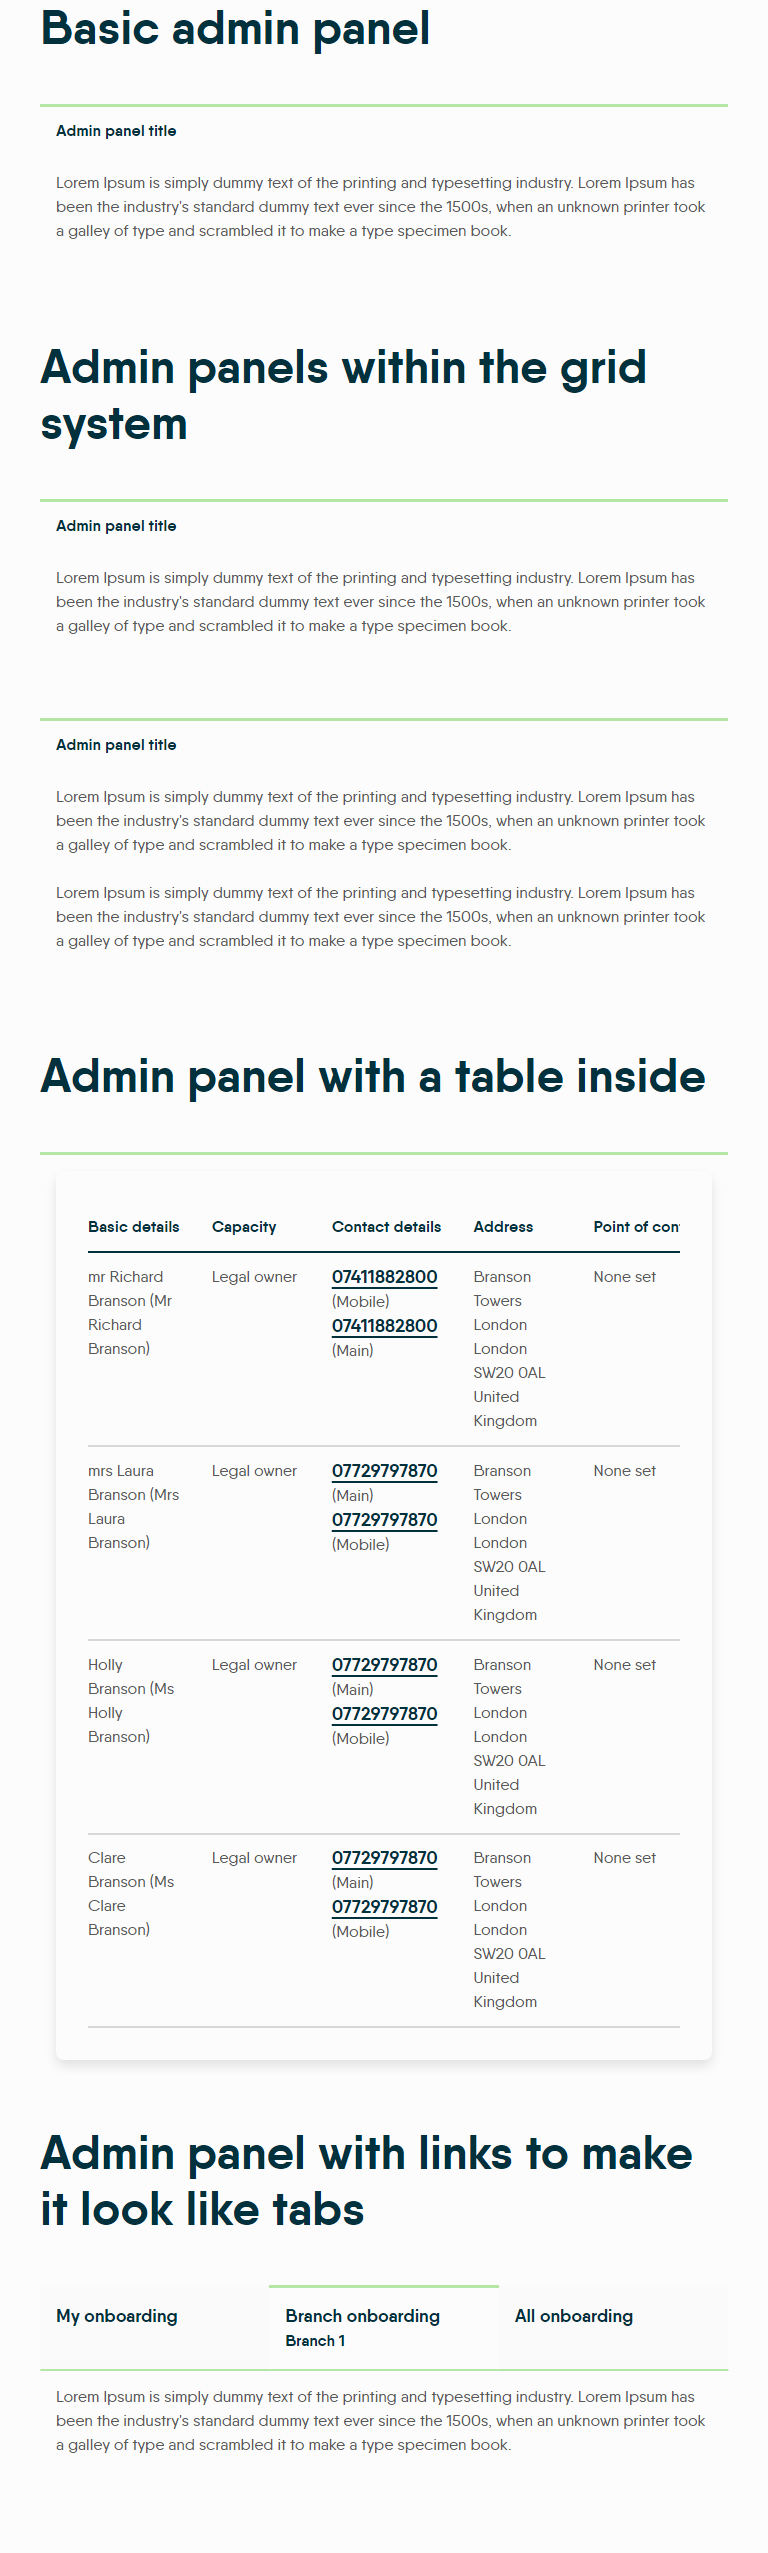 Basic admin panel
Admin panel title
Lorem Ipsum is simply dummy text of the printing and typesetting industry. Lorem Ipsum has
been the industry's standard dummy text ever since the 1500s, when an unknown printer took
a galley of type and scrambled it to make a type specimen book.
Admin panels within the grid
system
Admin panel title
Lorem Ipsum is simply dummy text of the printing and typesetting industry. Lorem Ipsum has
been the industry's standard dummy text ever since the 1500s, when an unknown printer took
a galley of type and scrambled it to make a type specimen book.
Admin panel title
Lorem Ipsum is simply dummy text of the printing and typesetting industry. Lorem Ipsum has
been the industry's standard dummy text ever since the 1500s, when an unknown printer took
a galley of type and scrambled it to make a type specimen book.
Lorem Ipsum is simply dummy text of the printing and typesetting industry. Lorem Ipsum has
been the industry's standard dummy text ever since the 1500s, when an unknown printer took
a galley of type and scrambled it to make a type specimen book.
Admin panel with a table inside
Basic details Capacity Contact details Address Point of
mr Richard Legal owner 07411882800 Branson None set
Branson (Mr (Mobile) Towers
Richard 07411882800 London
Branson) (Main) London
SW20 0AL
United
Kingdom
mrs Laura Legal owner 07729797870 Branson None set
Branson (Mrs (Main) Towers
Laura 07729797870 London
Branson) (Mobile) London
SW20 0AL
United
Kingdom
Holly Legal owner 07729797870 Branson None set
Branson (Ms (Main) Towers
Holly 07729797870 London
Branson) (Mobile) London
SW20 0AL
United
Kingdom
Clare Legal owner 07729797870 Branson None set
Branson (Ms (Main) Towers
Clare 07729797870 London
Branson) (Mobile) London
SW20 0AL
United
Kingdom
Admin panel with links to make
it look like tabs
My onboarding Branch onboarding All onboarding
Branch 1
Lorem Ipsum is simply dummy text of the printing and typesetting industry. Lorem Ipsum has
been the industry's standard dummy text ever since the 1500s, when an unknown printer took
a galley of type and scrambled it to make a type specimen book.